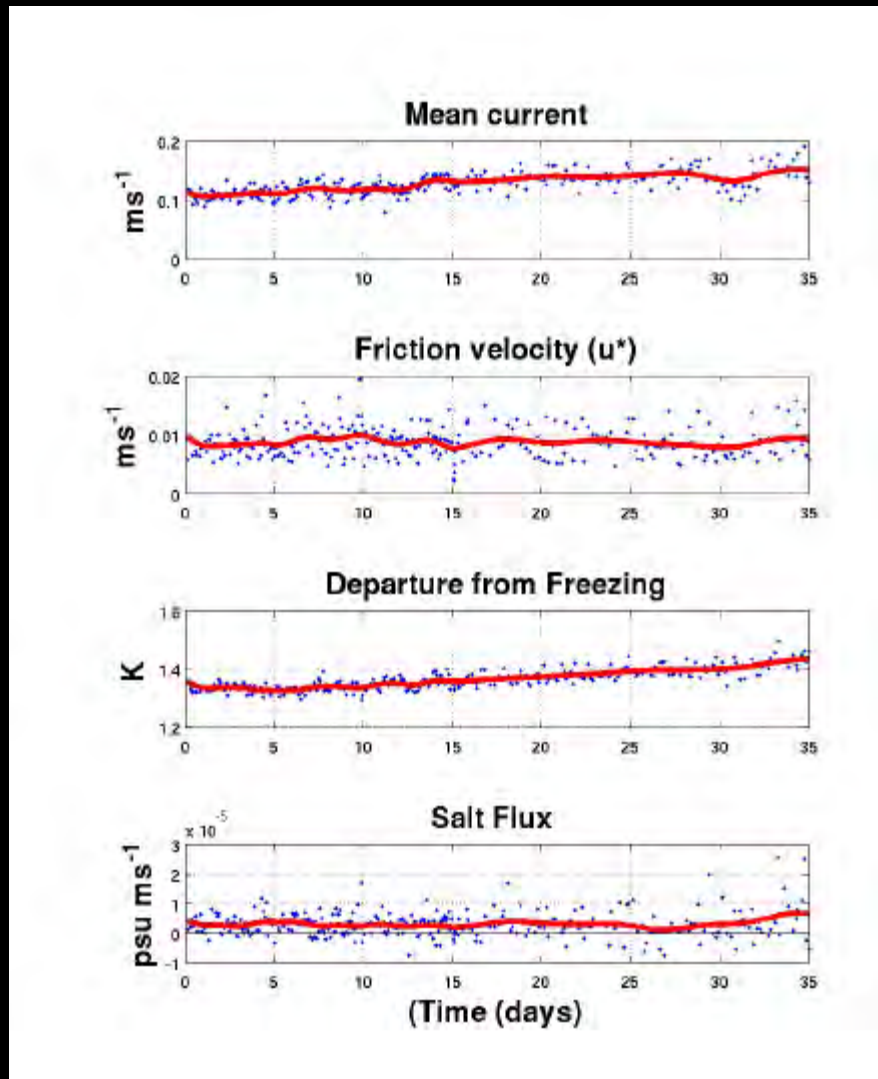 Mean current
ms-1
0.2
0.1
0
0 5 10 15 20 25 30 35
Friction velocity (u*)
ms-1
0.02
0.01
0
0 5 10 15 20 25 30 35
Departure from Freezing
K
1.6
1.4
1.2
0 5 10 15 20 25 30 35
Salt Flux
x 10-5
psu ms-1
3
2
1
0
-1
0 5 10 15 20 25 30 35
(Time (days)